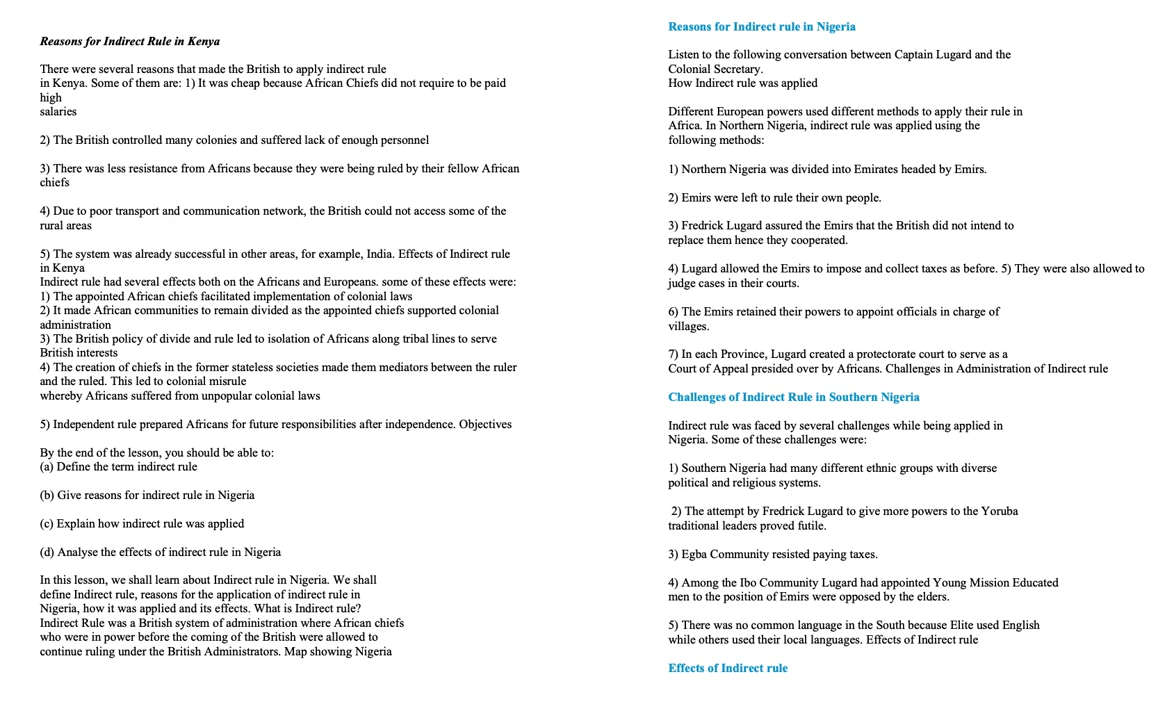 Reasons for Indirect Rule in Kenya
There were several reasons that made the British to apply indirect rule
in Kenya. Some of them are: 1) It was cheap because African Chiefs did not require to be paid
high
salaries
2) The British controlled many colonies and suffered lack of enough personnel
3) There was less resistance from Africans because they were being ruled by their fellow African
chiefs
4) Due to poor transport and communication network, the British could not access some of the
rural areas
5) The system was already successful in other areas, for example, India. Effects of Indirect rule
in Kenya
Indirect rule had several effects both on the Africans and Europeans. some of these effects were:
1) The appointed African chiefs facilitated implementation of colonial laws
2) It made African communities to remain divided as the appointed chiefs supported colonial
administration
3) The British policy of divide and rule led to isolation of Africans along tribal lines to serve
British interests
4) The creation of chiefs in the former stateless societies made them mediators between the ruler
and the ruled. This led to colonial misrule
whereby Africans suffered from unpopular colonial laws
5) Independent rule prepared Africans for future responsibilities after independence. Objectives
By the end of the lesson, you should be able to:
(a) Define the term indirect rule
(b) Give reasons for indirect rule in Nigeria
(c) Explain how indirect rule was applied
(d) Analyse the effects of indirect rule in Nigeria
In this lesson, we shall learn about Indirect rule in Nigeria. We shall
define Indirect rule, reasons for the application of indirect rule in
Nigeria, how it was applied and its effects. What is Indirect rule?
Indirect Rule was a British system of administration where African chiefs
who were in power before the coming of the British were allowed to
continue ruling under the British Administrators. Map showing Nigeria
Reasons for Indirect rule in Nigeria
Listen to the following conversation between Captain Lugard and the
Colonial Secretary.
How Indirect rule was applied
Different European powers used different methods to apply their rule in
Africa. In Northern Nigeria, indirect rule was applied using the
following methods:
1) Northern Nigeria was divided into Emirates headed by Emirs.
2) Emirs were left to rule their own people.
3) Fredrick Lugard assured the Emirs that the British did not intend to
replace them hence they cooperated.
4) Lugard allowed the Emirs to impose and collect taxes as before. 5) They were also allowed to
judge cases in their courts.
6) The Emirs retained their powers to appoint officials in charge of
villages.
7) In each Province, Lugard created a protectorate court to serve as a
Court of Appeal presided over by Africans. Challenges in Administration of Indirect rule
Challenges of Indirect Rule in Southern Nigeria
Indirect rule was faced by several challenges while being applied in
Nigeria. Some of these challenges were:
1) Southern Nigeria had many different ethnic groups with diverse
political and religious systems.
2) The attempt by Fredrick Lugard to give more powers to the Yoruba
traditional leaders proved futile.
3) Egba Community resisted paying taxes.
4) Among the Ibo Community Lugard had appointed Young Mission Educated
men to the position of Emirs were opposed by the elders.
5) There was no common language in the South because Elite used English
while others used their local languages. Effects of Indirect rule
Effects of Indirect rule